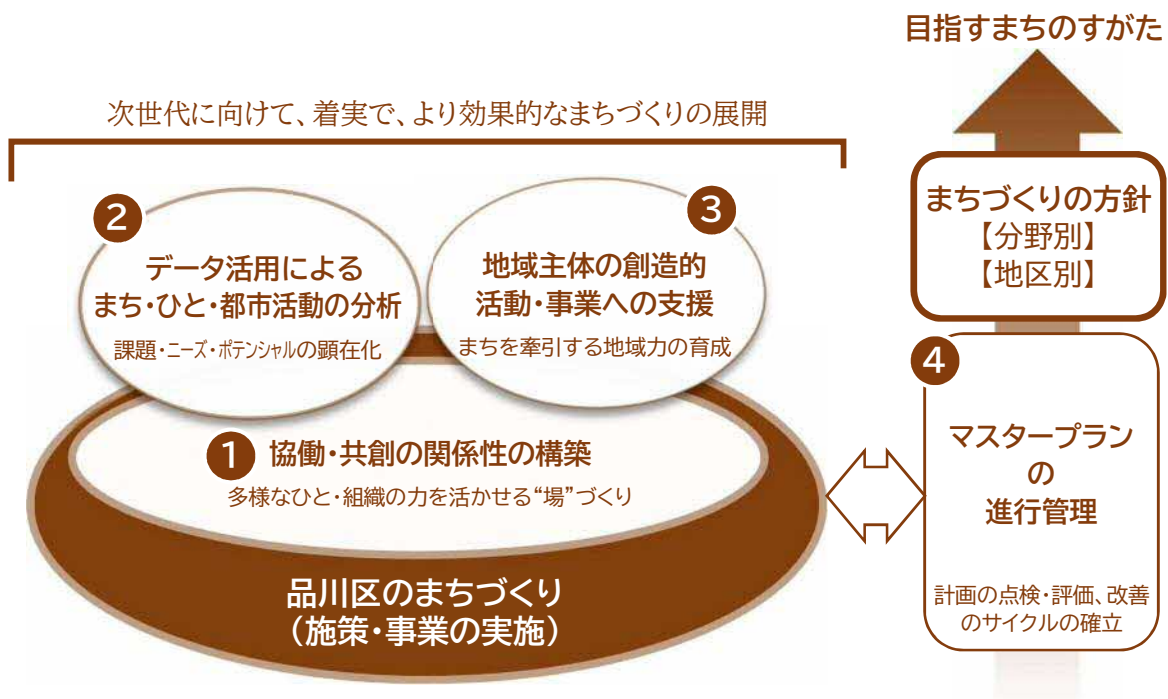 目指すまちのすがた
次世代に向けて、着実で、より効果的なまちづくりの展開
2
データ活用による
まち・ひと・都市活動の分析
課題・ニーズ・ポテンシャルの顕在化
3
地域主体の創造的
活動・事業への支援
まちを牽引する地域力の育成
1 協働・共創の関係性の構築
多様なひと・組織の力を活かせる“場”づくり
品川区のまちづくり
（施策・事業の実施）
まちづくりの方針
【分野別】
【地区別】
4
マスタープラン
の
進行管理
計画の点検・評価、改善
のサイクルの確立